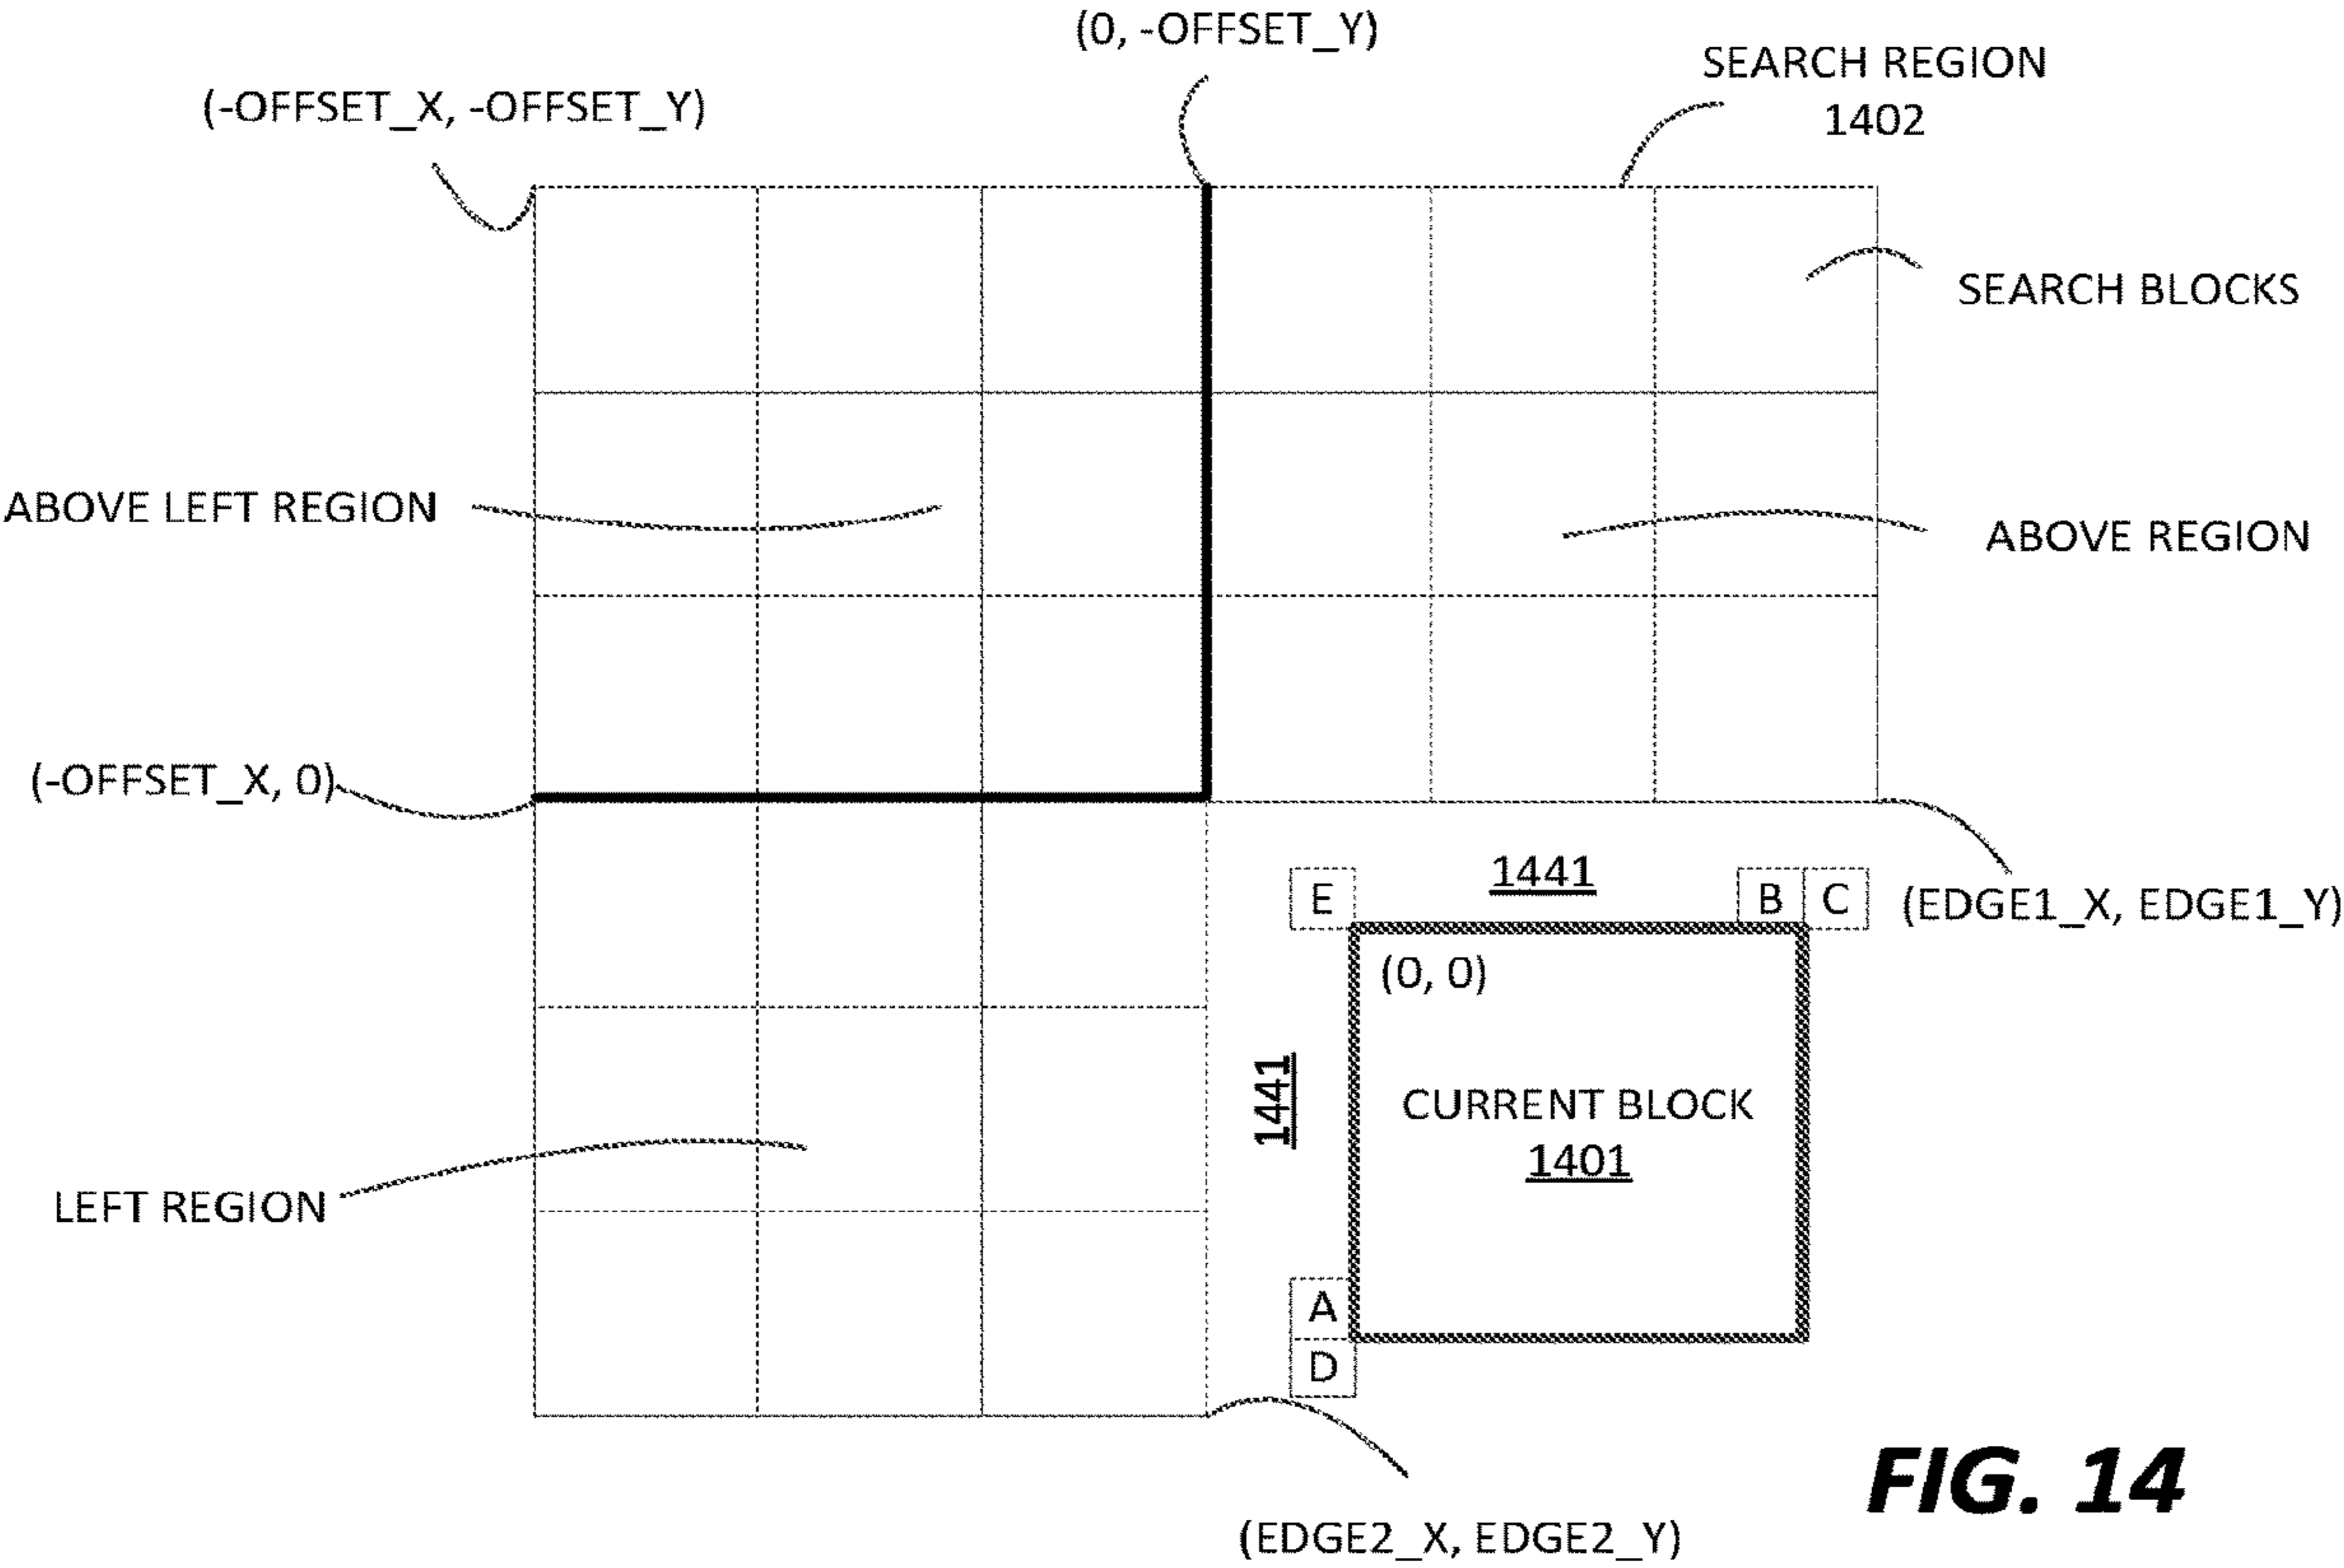 (0, -OFFSET_Y)
SEARCH REGION
1402
(-OFFSET_X, -OFFSET_Y)
SEARCH BLOCKS
ABOVE LEFT REGION
ABOVE REGION
(-OFFSET_X, 0)
1441
E
B
C
(EDGE1_X, EDGE1_Y)
(0, 0)
1441
CURRENT BLOCK
1401
LEFT REGION
A
D
FIG. 14
(EDGE2_X, EDGE2_Y)